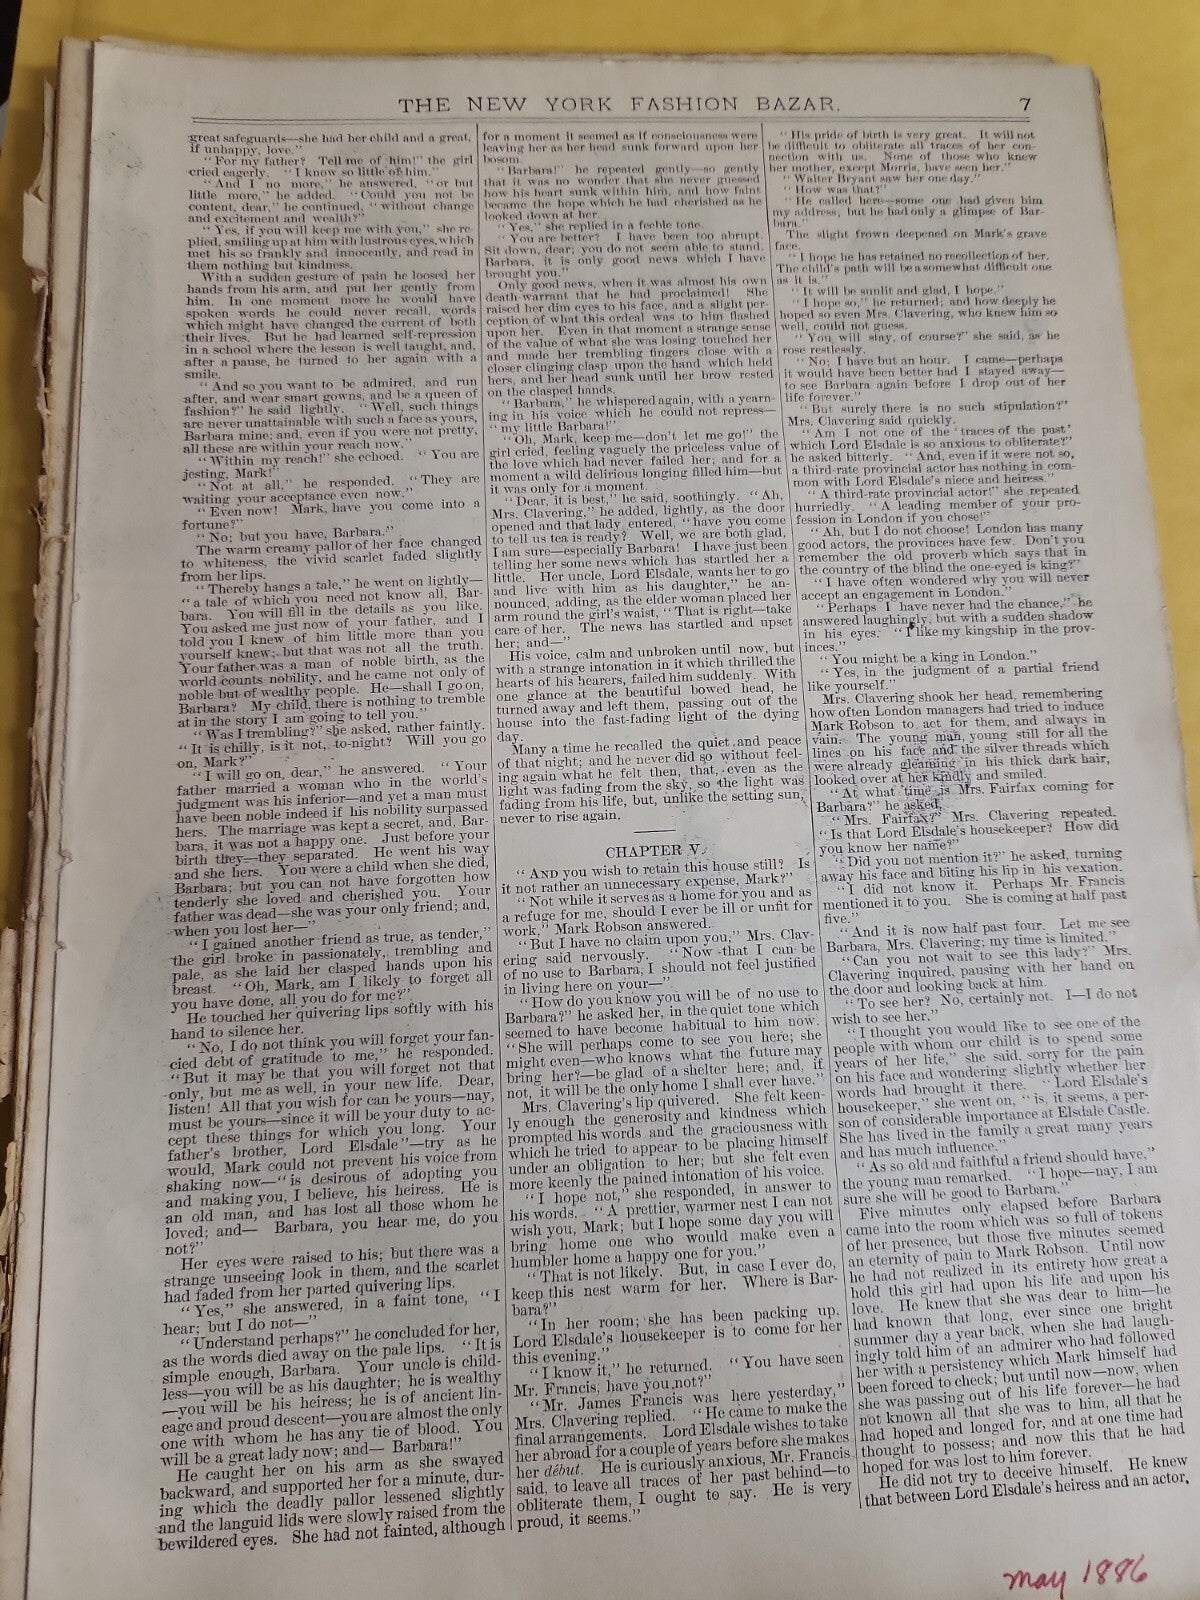 THE NEW YORK FASHION BAZAR. 7
great safeguards—she had her child and a great,
if unhappy, love."
"For my father? Tell me of him!" the girl
cried eagerly. "I know so little of him."
"And I no more," he answered, "or but
little more," he added. "Could you not be
content, dear," he continued, "without change
and excitement and wealth?"
"Yes, if you will keep me with you," she re-
plied, smiling up at him with lustrous eyes, which
met his so frankly and innocently, and read in
them nothing but kindness.
With a sudden gesture of pain he loosed her
hands from his arm, and put her gently from
him. In one moment more he would have
spoken words he could never recall, words
which might have changed the current of both
their lives. But he had learned self-repression
in a school where the lesson is well taught, and,
after a pause, he turned to her again with a
smile.
"And so you want to be admired, and run
after, and wear smart gowns, and be a queen of
fashion?" he said lightly. "Well, such things
are never unattainable with such a face as yours,
Barbara mine; and, even if you were not pretty,
all these are within your reach now."
"Within my reach!" she echoed. "You are
jesting, Mark!"
"Not at all," he responded. "They are
waiting your acceptance even now."
"Even now! Mark, have you come into a
fortune?"
"No; but you have, Barbara."
The warm creamy pallor of her face changed
to whiteness, the vivid scarlet faded slightly
from her lips.
"Thereby hangs a tale," he went on lightly—
"a tale of which you need not know all, Bar-
bara. You will fill in the details as you like.
You asked me just now of your father, and I
told you I knew of him little more than you
yourself knew; but that was not all the truth.
Your father was a man of noble birth, as the
world counts nobility, and he came not only of
noble but of wealthy people. He—shall I go on,
Barbara? My child, there is nothing to tremble
at in the story I am going to tell you."
"Was I trembling?" she asked, rather faintly.
"It is chilly, is it not, to-night? Will you go
on, Mark?"
"I will go on, dear," he answered. "Your
father married a woman who in the world's
judgment was his inferior—and yet a man must
have been noble indeed if his nobility surpassed
hers. The marriage was kept a secret, and, Bar-
bara, it was not a happy one. Just before your
birth they—they separated. He went his way
and she hers. You were a child when she died,
Barbara; but you can not have forgotten how
tenderly she loved and cherished you. Your
father was dead—she was your only friend; and,
when you lost her—"
"I gained another friend as true, as tender,"
the girl broke in passionately, trembling and
pale, as she laid her clasped hands upon his
breast. "Oh, Mark, am I likely to forget all
you have done, all you do for me?"
He touched her quivering lips softly with his
hand to silence her.
"No, I do not think you will forget your fan-
cied debt of gratitude to me," he responded.
"But it may be that you will forget not that
only, but me as well, in your new life. Dear,
listen! All that you wish for can be yours—nay,
must be yours—since it will be your duty to ac-
cept these things for which you long. Your
father's brother, Lord Elsdale"—try as he
would, Mark could not prevent his voice from
shaking now—"is desirous of adopting you
and making you, I believe, his heiress. He is
an old man, and has lost all those whom he
loved; and— Barbara, you hear me, do you
not?"
Her eyes were raised to his; but there was a
strange unseeing look in them, and the scarlet
had faded from her parted quivering lips.
"Yes," she answered, in a faint tone, "I
hear; but I do not—"
"Understand perhaps?" he concluded for her,
as the words died away on the pale lips. "It is
simple enough, Barbara. Your uncle is child-
less—you will be as his daughter; he is wealthy
—you will be his heiress; he is of ancient lin-
eage and proud descent—you are almost the only
one with whom he has any tie of blood. You
will be a great lady now; and— Barbara!"
He caught her on his arm as she swayed
backward, and supported her for a minute, dur-
ing which the deadly pallor lessened slightly
and the languid lids were slowly raised from the
bewildered eyes. She had not fainted, although
for a moment it seemed as if consciousness were
leaving her as her head sunk forward upon her
bosom.
"Barbara!" he repeated gently—so gently
that it was no wonder that she never guessed
how his heart sunk within him, and how faint
became the hope which he had cherished as he
looked down at her.
"Yes," she replied in a feeble tone.
"You are better? I have been too abrupt.
Sit down, dear; you do not seem able to stand.
Barbara, it is only good news which I have
brought you."
Only good news, when it was almost his own
death-warrant that he had proclaimed! She
raised her dim eyes to his face, and a slight per-
ception of what this ordeal was to him flashed
upon her. Even in that moment a strange sense
of the value of what she was losing touched her
and made her trembling fingers close with a
closer clinging clasp upon the hand which held
hers, and her head sunk until her brow rested
on the clasped hands.
"Barbara," he whispered again, with a yearn-
ing in his voice which he could not repress—
"my little Barbara!"
"Oh, Mark, keep me—don't let me go!" the
girl cried, feeling vaguely the priceless value of
the love which had never failed her; and for a
moment a wild delirious longing filled him—but
it was only for a moment.
"Dear, it is best," he said, soothingly. "Ah,
Mrs. Clavering," he added, lightly, as the door
opened and that lady entered, "have you come
to tell us tea is ready? Well, we are both glad,
I am sure—especially Barbara! I have just been
telling her some news which has startled her a
little. Her uncle, Lord Elsdale, wants her to go
and live with him as his daughter," he an-
nounced, adding, as the elder woman placed her
arm round the girl's waist, "That is right—take
care of her. The news has startled and upset
her; and—"
His voice, calm and unbroken until now, but
with a strange intonation in it which thrilled the
hearts of his hearers, failed him suddenly. With
one glance at the beautiful bowed head, he
turned away and left them, passing out of the
house into the fast-fading light of the dying
day.
Many a time he recalled the quiet and peace
of that night; and he never did so without feel-
ing again what he felt then, that, even as the
light was fading from the sky, so the light was
fading from his life, but, unlike the setting sun,
never to rise again.
CHAPTER V.
"AND you wish to retain this house still? Is
it not rather an unnecessary expense, Mark?"
"Not while it serves as a home for you and as
a refuge for me, should I ever be ill or unfit for
work," Mark Robson answered.
"But I have no claim upon you," Mrs. Clav-
ering said nervously. "Now that I can be
of no use to Barbara, I should not feel justified
in living here on your—"
"How do you know you will be of no use to
Barbara?" he asked her, in the quiet tone which
seemed to have become habitual to him now.
"She will perhaps come to see you here; she
might even—who knows what the future may
bring her?—be glad of a shelter here; and, if
not, it will be the only home I shall ever have."
Mrs. Clavering's lip quivered. She felt keen-
ly enough the generosity and kindness which
prompted his words and the graciousness with
which he tried to appear to be placing himself
under an obligation to her; but she felt even
more keenly the pained intonation of his voice.
"I hope not," she responded, in answer to
his words. "A prettier, warmer nest I can not
wish you, Mark; but I hope some day you will
bring home one who would make even a
humbler home a happy one for you."
"That is not likely. But, in case I ever do,
keep this nest warm for her. Where is Bar-
bara?"
"In her room; she has been packing up.
Lord Elsdale's housekeeper is to come for her
this evening."
"I know it," he returned. "You have seen
Mr. Francis, have you not?"
"Mr. James Francis was here yesterday,"
Mrs. Clavering replied. "He came to make the
final arrangements. Lord Elsdale wishes to take
her abroad for a couple of years before she makes
her début. He is curiously anxious, Mr. Francis
said, to leave all traces of her past behind—to
obliterate them, I ought to say. He is very
proud, it seems."
"His pride of birth is very great. It will not
be difficult to obliterate all traces of her con-
nection with us. None of those who knew
her mother, except Morris, have seen her."
"Walter Bryant saw her one day."
"How was that?"
"He called here—some one had given him
my address; but he had only a glimpse of Bar-
bara."
The slight frown deepened on Mark's grave
face.
"I hope he has retained no recollection of her.
The child's path will be a somewhat difficult one
as it is."
"It will be sunlit and glad, I hope."
"I hope so," he returned; and how deeply he
hoped so even Mrs. Clavering, who knew him so
well, could not guess.
"You will stay, of course?" she said, as he
rose restlessly.
"No; I have but an hour. I came—perhaps
it would have been better had I stayed away—
to see Barbara again before I drop out of her
life forever."
"But surely there is no such stipulation?"
Mrs. Clavering said quickly.
"Am I not one of the 'traces of the past'
which Lord Elsdale is so anxious to obliterate?"
he asked bitterly. "And, even if it were not so,
a third-rate provincial actor has nothing in com-
mon with Lord Elsdale's niece and heiress."
"A third-rate provincial actor!" she repeated
hurriedly. "A leading member of your pro-
fession in London if you chose!"
"Ah, but I do not choose! London has many
good actors, the provinces have few. Don't you
remember the old proverb which says that in
the country of the blind the one-eyed is king?"
"I have often wondered why you will never
accept an engagement in London."
"Perhaps I have never had the chance," he
answered laughingly, but with a sudden shadow
in his eyes. "I like my kingship in the prov-
inces."
"You might be a king in London."
"Yes, in the judgment of a partial friend
like yourself."
Mrs. Clavering shook her head, remembering
how often London managers had tried to induce
Mark Robson to act for them, and always in
vain. The young man, young still for all the
lines on his face and the silver threads which
were already gleaming in his thick dark hair,
looked over at her kindly and smiled.
"At what time is Mrs. Fairfax coming for
Barbara?" he asked.
"Mrs. Fairfax?" Mrs. Clavering repeated.
"Is that Lord Elsdale's housekeeper? How did
you know her name?"
"Did you not mention it?" he asked, turning
away his face and biting his lip in his vexation.
"I did not know it. Perhaps Mr. Francis
mentioned it to you. She is coming at half past
five."
"And it is now half past four. Let me see
Barbara, Mrs. Clavering; my time is limited."
"Can you not wait to see this lady?" Mrs.
Clavering inquired, pausing with her hand on
the door and looking back at him.
"To see her? No, certainly not. I—I do not
wish to see her."
"I thought you would like to see one of the
people with whom our child is to spend some
years of her life," she said, sorry for the pain
on his face and wondering slightly whether her
words had brought it there. "Lord Elsdale's
housekeeper," she went on, "is, it seems, a per-
son of considerable importance at Elsdale Castle.
She has lived in the family a great many years
and has much influence."
"As so old and faithful a friend should have,"
the young man remarked. "I hope—nay, I am
sure she will be good to Barbara."
Five minutes only elapsed before Barbara
came into the room which was so full of tokens
of her presence, but those five minutes seemed
an eternity of pain to Mark Robson. Until now
he had not realized in its entirety how great a
hold this girl had upon his life and upon his
love. He knew that she was dear to him—he
had known that long, ever since one bright
summer day a year back, when she had laugh-
ingly told him of an admirer who had followed
her with a persistency which Mark himself had
been forced to check; but until now—now, when
she was passing out of his life forever—he had
not known all that she was to him, all that he
had hoped and longed for, and at one time had
thought to possess; and now this that he had
hoped for was lost to him forever.
He did not try to deceive himself. He knew
that between Lord Elsdale's heiress and an actor,
may 1886